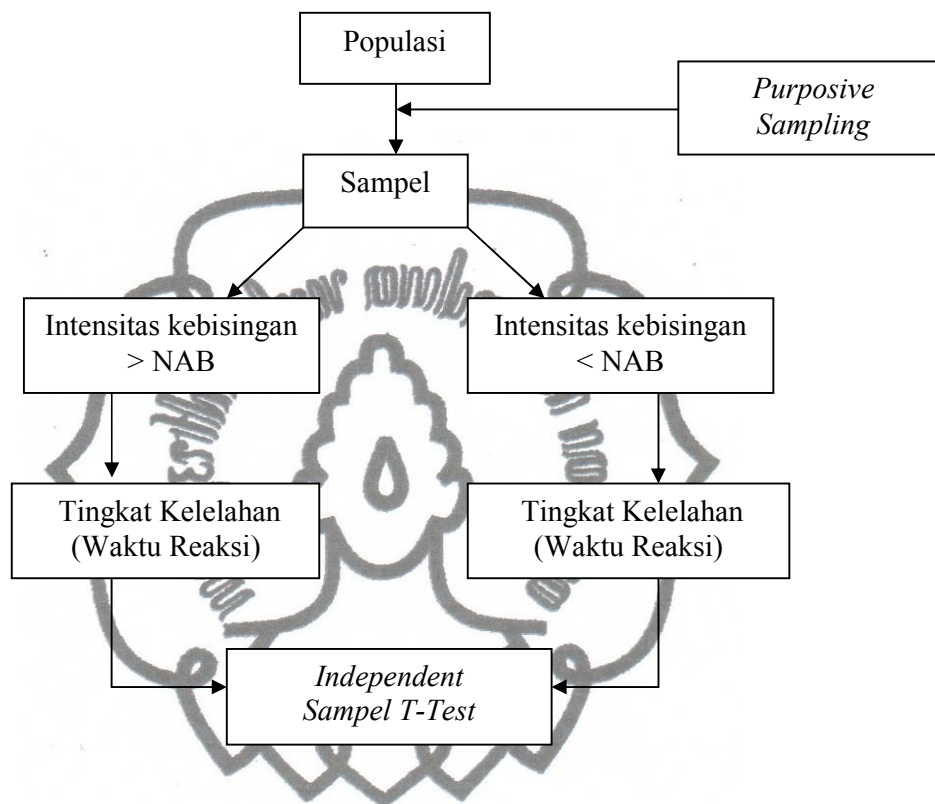 Populasi
Purposive
Sampling
Sampel
Intensitas kebisingan
> NAB
Intensitas kebisingan
< NAB
Tingkat Kelelahan
(Waktu Reaksi)
Tingkat Kelelahan
(Waktu Reaksi)
Independent
Sampel T-Test